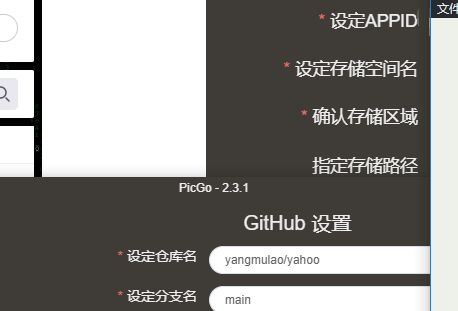 文件
* 设定APPID
* 设定存储空间名
* 确认存储区域
指定存储路径
PicGo - 2.3.1
GitHub 设置
* 设定仓库名 yangmulao/yahoo
* 设定分支名 main